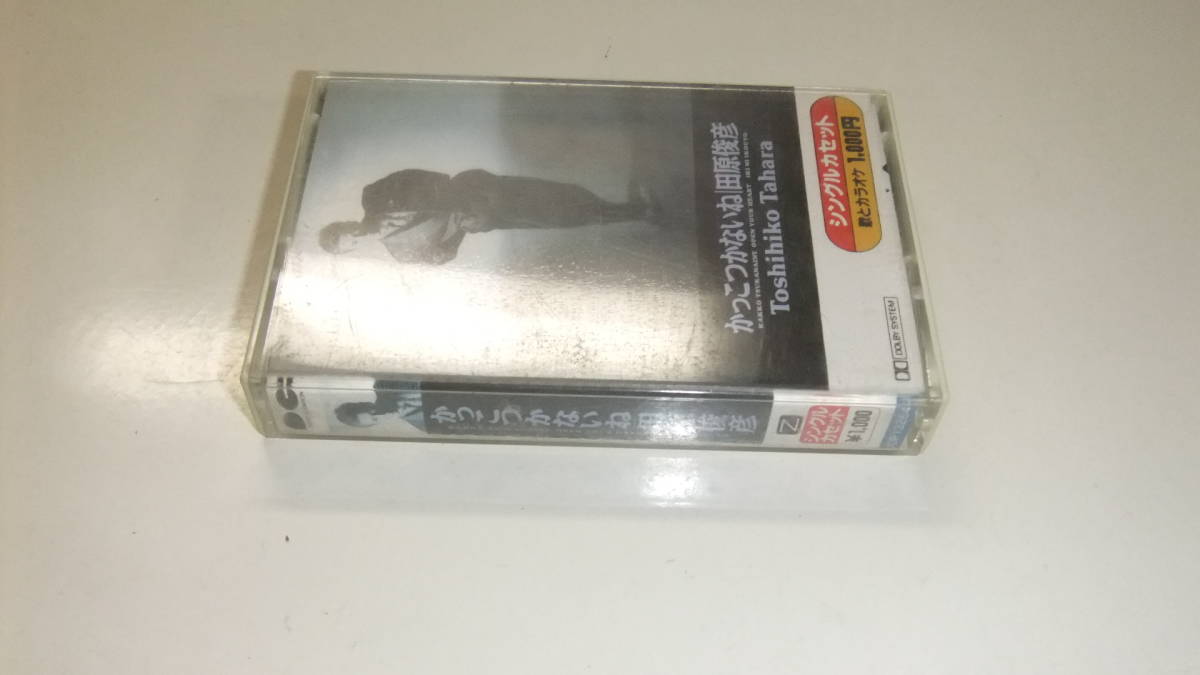 かっこつかないね|田原俊彦
KAKKO TSUKANAINE OPEN YOUR HEART
Toshihiko Tahara
シングルカセット
歌とカラオケ 1,000円
DOLBY SYSTEM
かっこつかないね 田原俊彦
シングル
カセット
¥1,000